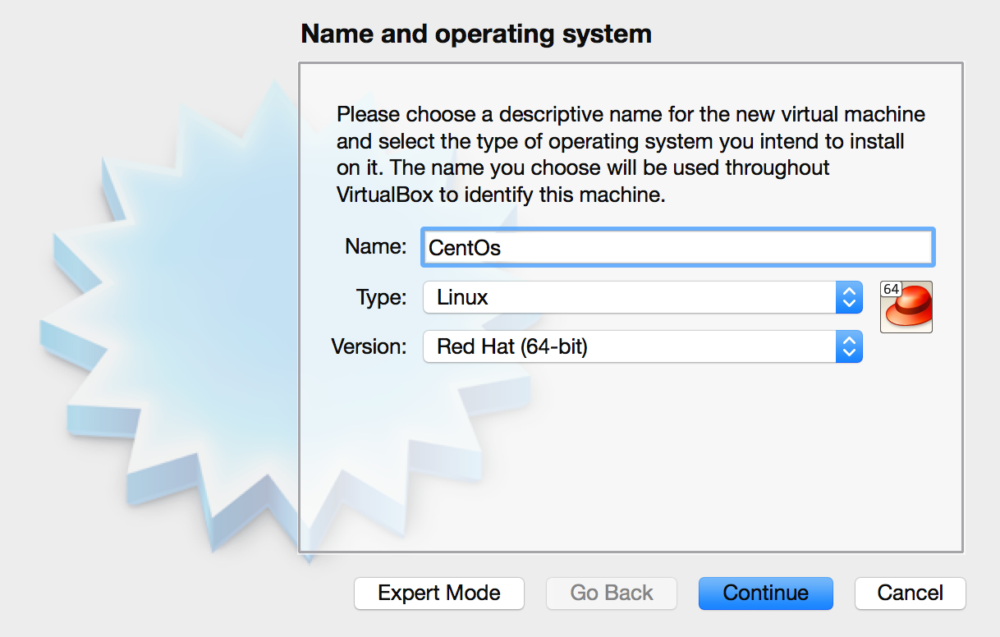 Name and operating system
Please choose a descriptive name for the new virtual machine
and select the type of operating system you intend to install
on it. The name you choose will be used throughout
VirtualBox to identify this machine.
Name: CentOs
Type: Linux
64
Version: Red Hat (64-bit)
Expert Mode Go Back Continue Cancel